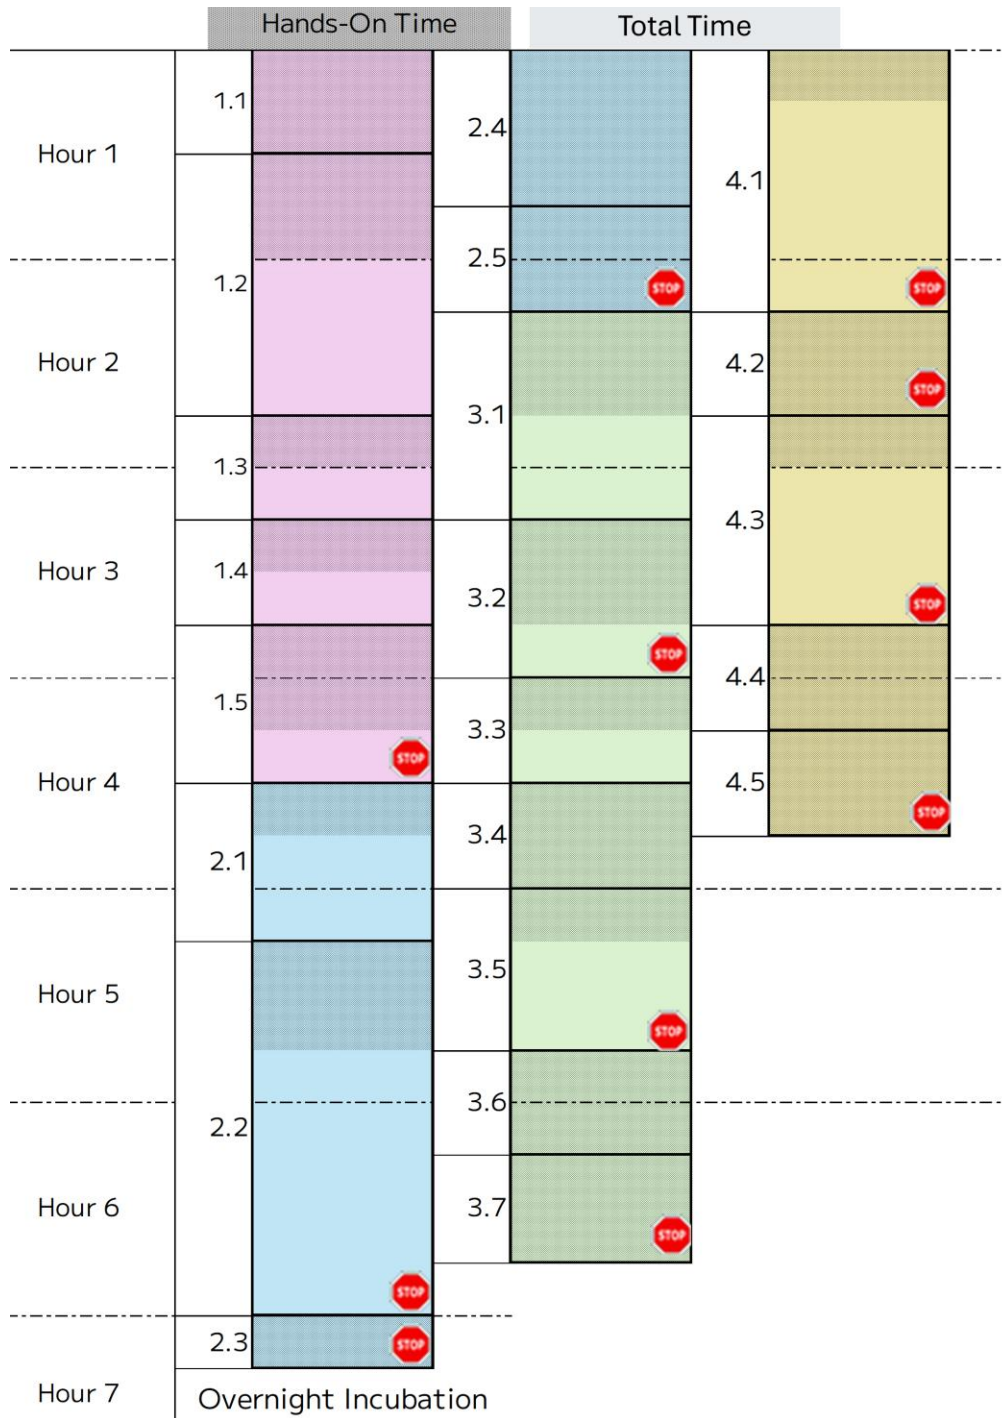 Hands-On Time
Total Time
Hour 1
Hour 2
Hour 3
Hour 4
Hour 5
Hour 6
Hour 7
1.1
1.2
1.3
1.4
1.5
STOP
2.1
2.2
STOP
2.3
STOP
Overnight Incubation
2.4
2.5
STOP
3.1
3.2
STOP
3.3
3.4
3.5
STOP
3.6
3.7
STOP
4.1
STOP
4.2
STOP
4.3
STOP
4.4
4.5
STOP